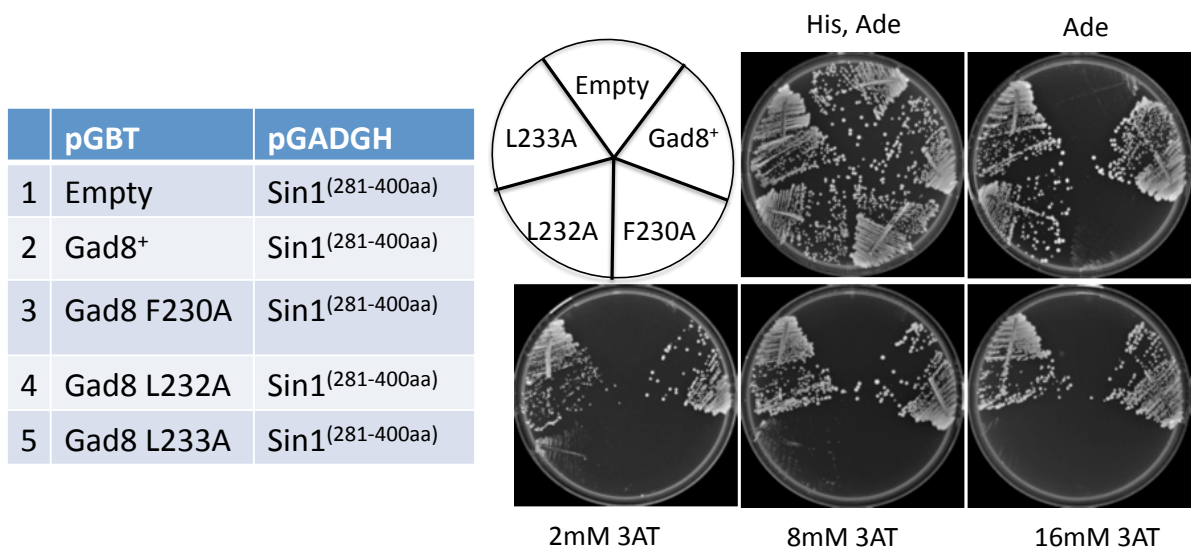 pGBT pGADGH
1 Empty Sin1(281-400aa)
2 Gad8+ Sin1(281-400aa)
3 Gad8 F230A Sin1(281-400aa)
4 Gad8 L232A Sin1(281-400aa)
5 Gad8 L233A Sin1(281-400aa)
Empty
L233A
Gad8+
L232A
F230A
His, Ade
Ade
2mM 3AT
8mM 3AT
16mM 3AT